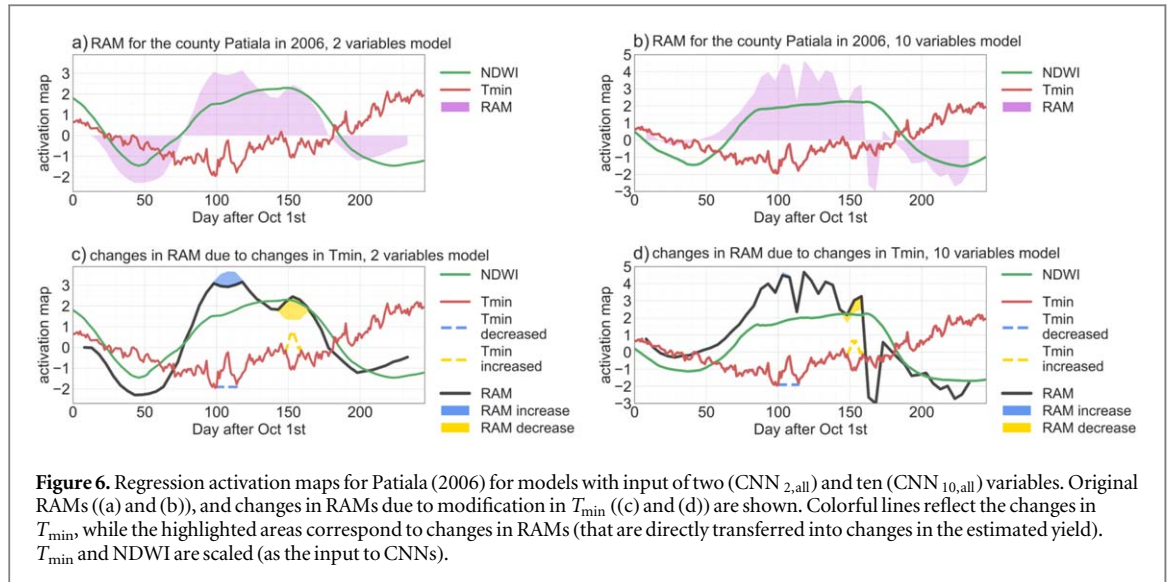 a) RAM for the county Patiala in 2006, 2 variables model
activation map
3
2
1
0
−1
−2
0 50 100 150 200
Day after Oct 1st
NDWI
Tmin
RAM
b) RAM for the county Patiala in 2006, 10 variables model
activation map
5
4
3
2
1
0
−1
−2
−3
0 50 100 150 200
Day after Oct 1st
NDWI
Tmin
RAM
c) changes in RAM due to changes in Tmin, 2 variables model
activation map
3
2
1
0
−1
−2
0 50 100 150 200
Day after Oct 1st
NDWI
Tmin
Tmin
decreased
Tmin
increased
RAM
RAM increase
RAM decrease
d) changes in RAM due to changes in Tmin, 10 variables model
activation map
5
4
3
2
1
0
−1
−2
−3
0 50 100 150 200
Day after Oct 1st
NDWI
Tmin
Tmin
decreased
Tmin
increased
RAM
RAM increase
RAM decrease
Figure 6. Regression activation maps for Patiala (2006) for models with input of two (CNN 2,all) and ten (CNN 10,all) variables. Original
RAMs ((a) and (b)), and changes in RAMs due to modification in Tmin ((c) and (d)) are shown. Colorful lines reflect the changes in
Tmin, while the highlighted areas correspond to changes in RAMs (that are directly transferred into changes in the estimated yield).
Tmin and NDWI are scaled (as the input to CNNs).